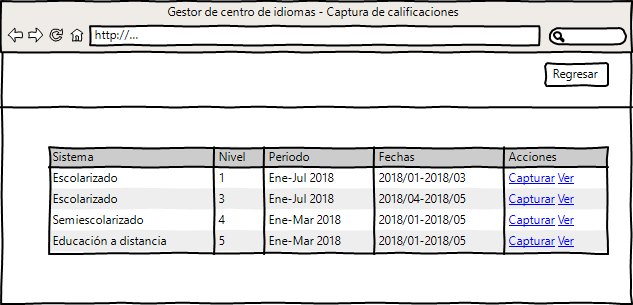 Gestor de centro de idiomas - Captura de calificaciones
http://...
Regresar
Sistema Nivel Periodo Fechas Acciones
Escolarizado 1 Ene-Jul 2018 2018/01-2018/03 Capturar Ver
Escolarizado 3 Ene-Jul 2018 2018/04-2018/05 Capturar Ver
Semiescolarizado 4 Ene-Mar 2018 2018/01-2018/05 Capturar Ver
Educación a distancia 5 Ene-Mar 2018 2018/01-2018/05 Capturar Ver